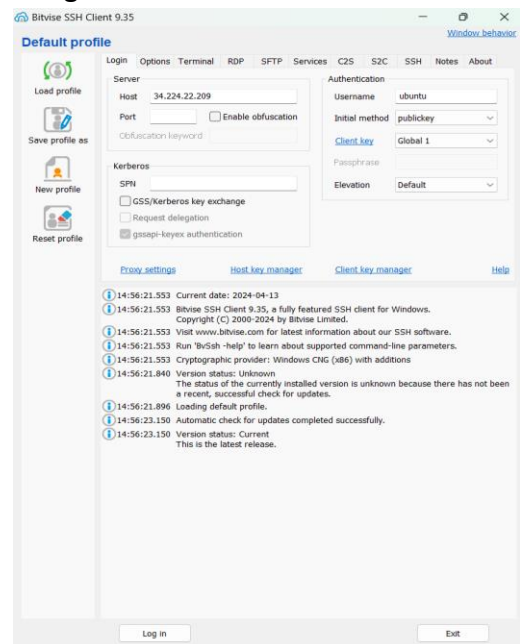 Bitvise SSH Client 9.35
Window behavior
Default profile
Load profile
Save profile as
New profile
Reset profile
Login Options Terminal RDP SFTP Services C2S S2C SSH Notes About
Server
Host 34.224.22.209
Port Enable obfuscation
Obfuscation keyword
Kerberos
SPN
GSS/Kerberos key exchange
Request delegation
gssapi-keyex authentication
Authentication
Username ubuntu
Initial method publickey
Client key Global 1
Passphrase
Elevation Default
Proxy settings Host key manager Client key manager Help
14:56:21.553 Current date: 2024-04-13
14:56:21.553 Bitvise SSH Client 9.35, a fully featured SSH client for Windows.
Copyright (C) 2000-2024 by Bitvise Limited.
14:56:21.553 Visit www.bitvise.com for latest information about our SSH software.
14:56:21.553 Run 'BvSsh -help' to learn about supported command-line parameters.
14:56:21.553 Cryptographic provider: Windows CNG (x86) with additions
14:56:21.840 Version status: Unknown
The status of the currently installed version is unknown because there has not been
a recent, successful check for updates.
14:56:21.896 Loading default profile.
14:56:23.150 Automatic check for updates completed successfully.
14:56:23.150 Version status: Current
This is the latest release.
Log in Exit